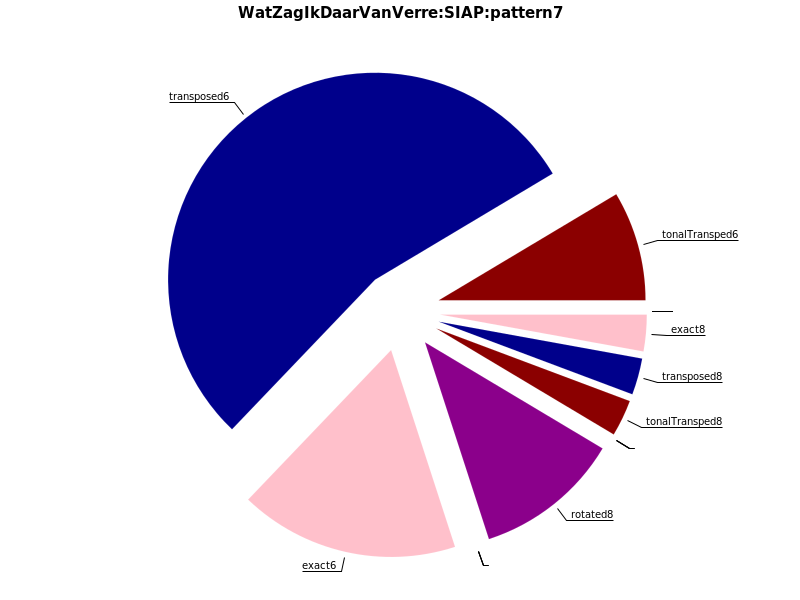 WatZagIkDaarVanVerre:SIAP:pattern7
transposed6
tonalTransped6
exact8
transposed8
tonalTransped8
rotated8
exact6